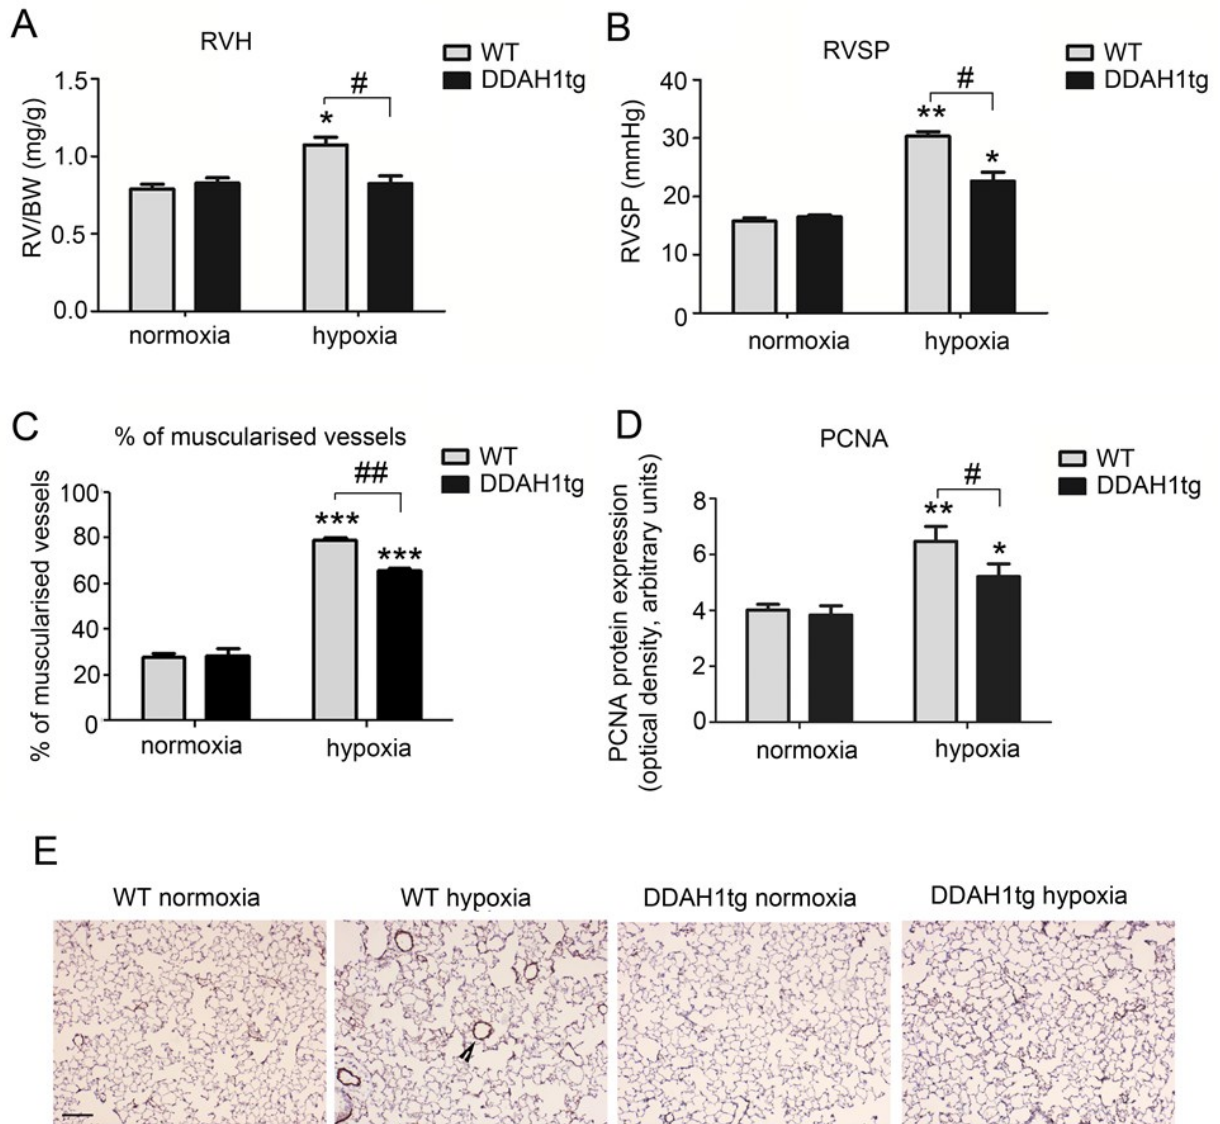 A
RVH
WT
DDAH1tg
RV/BW (mg/g)
1.5
1.0
0.5
0.0
*
#
normoxia
hypoxia
B
RVSP
WT
DDAH1tg
RVSP (mmHg)
40
30
20
10
0
**
#
*
normoxia
hypoxia
C
% of muscularised vessels
WT
DDAH1tg
% of muscularised vessels
100
80
60
40
20
0
##
***
***
normoxia
hypoxia
D
PCNA
WT
DDAH1tg
PCNA protein expression
(optical density, arbitrary units)
8
6
4
2
0
#
**
*
normoxia
hypoxia
E
WT normoxia
WT hypoxia
DDAH1tg normoxia
DDAH1tg hypoxia